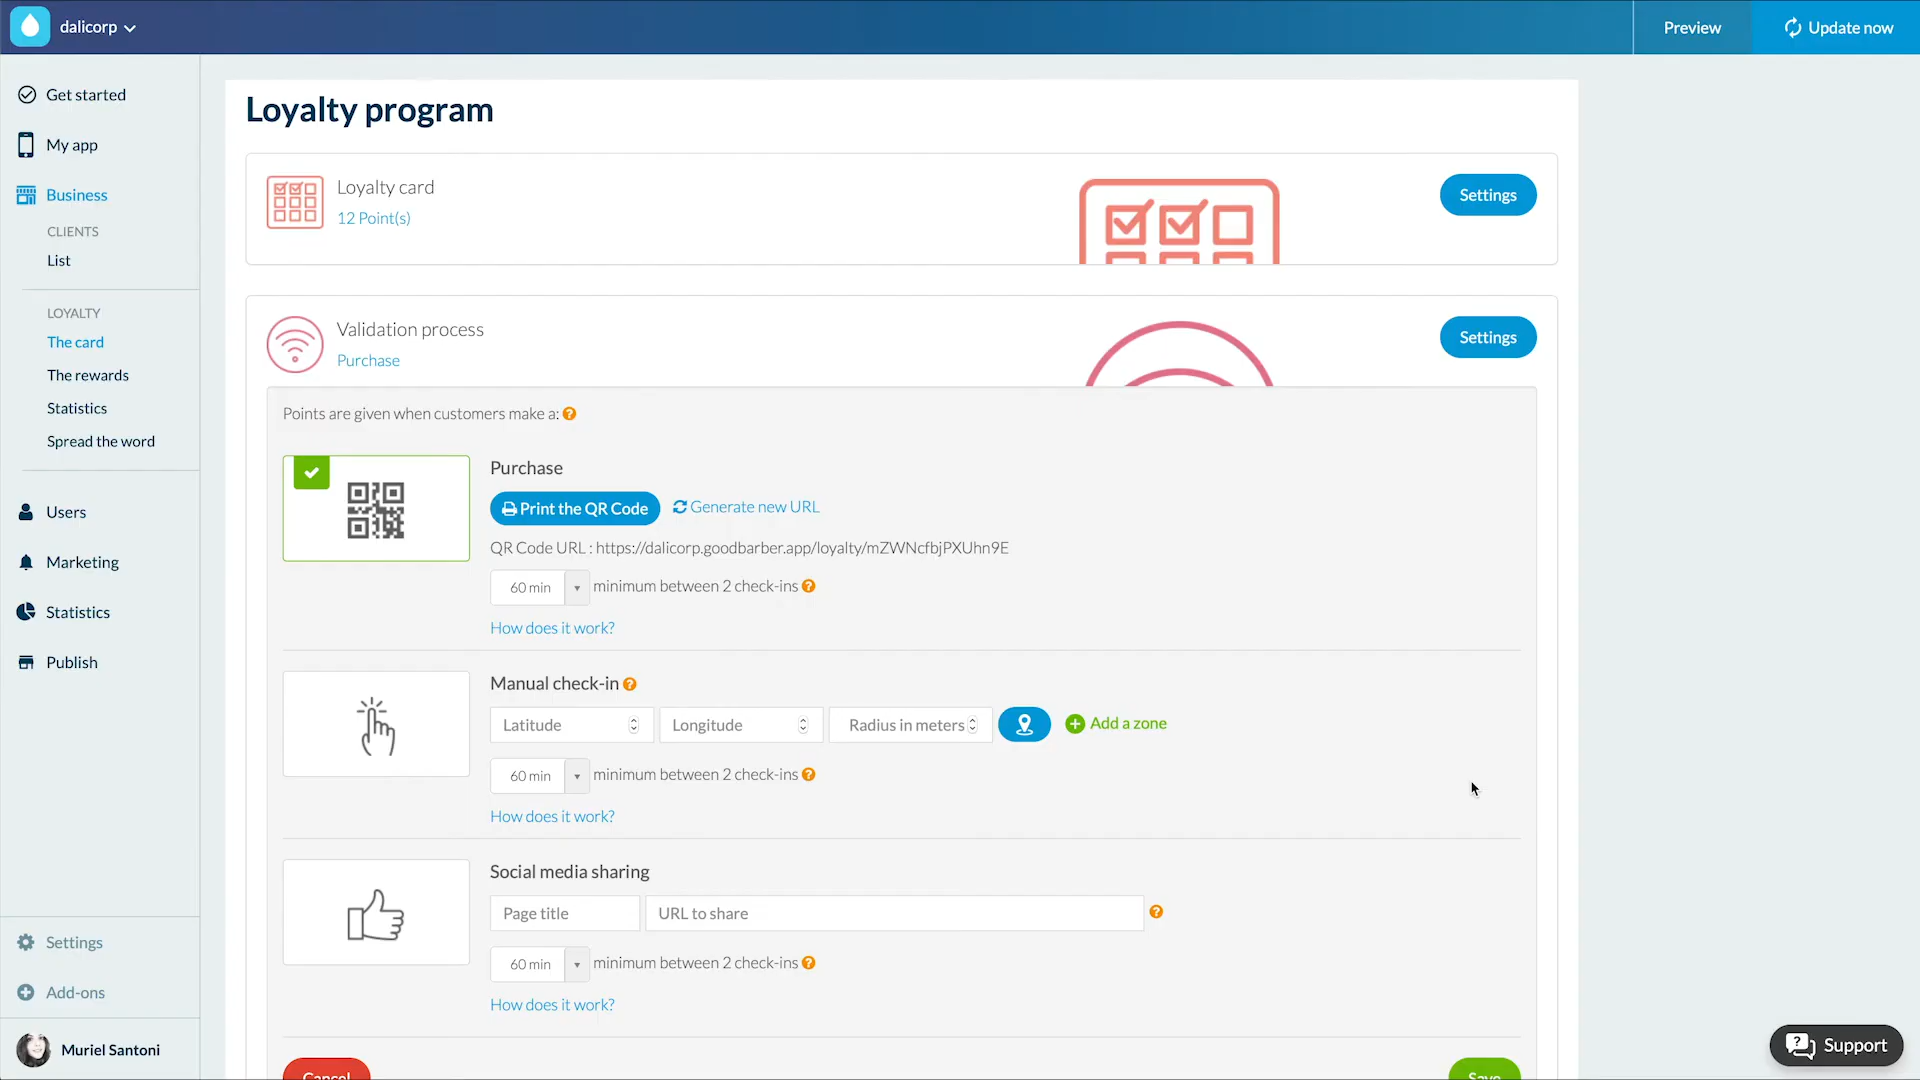 dalicorp
Preview
Update now
Get started
My app
Business
CLIENTS
List
LOYALTY
The card
The rewards
Statistics
Spread the word
Users
Marketing
Statistics
Publish
Settings
Add-ons
Muriel Santoni
Loyalty program
Loyalty card
12 Point(s)
Settings
Validation process
Purchase
Settings
Points are given when customers make a: ?
Purchase
Print the QR Code Generate new URL
QR Code URL : https://dalicorp.goodbarber.app/loyalty/mZWNcfbjPXUhn9E
60 min minimum between 2 check-ins ?
How does it work?
Manual check-in ?
Latitude Longitude Radius in meters Add a zone
60 min minimum between 2 check-ins ?
How does it work?
Social media sharing
Page title URL to share ?
60 min minimum between 2 check-ins ?
How does it work?
Cancel Save
? Support